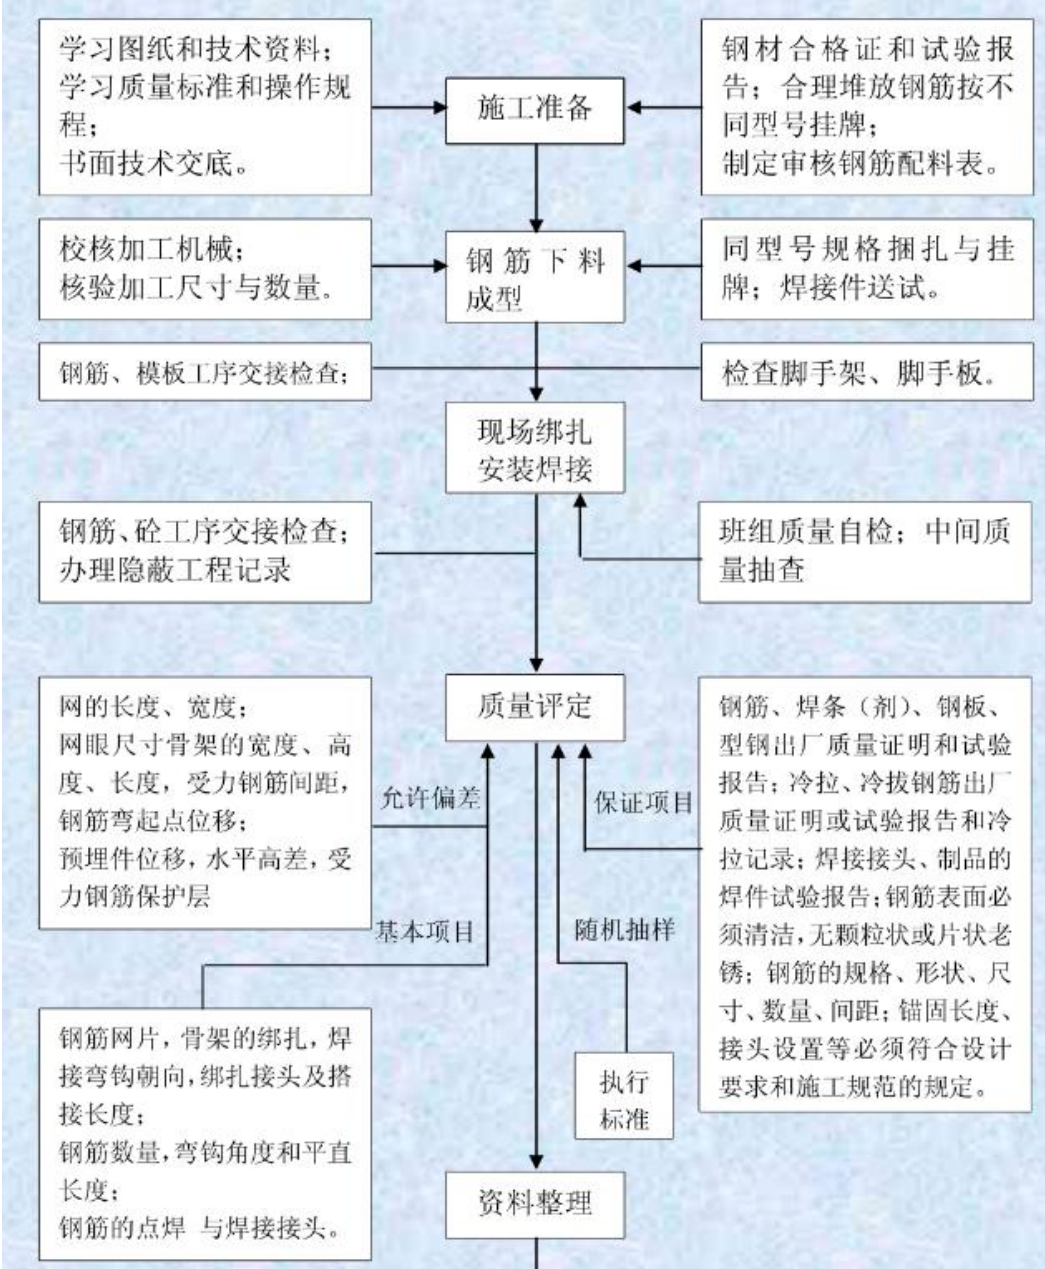 学习图纸和技术资料；
学习质量标准和操作规
程；
书面技术交底。
施工准备
钢材合格证和试验报
告；合理堆放钢筋按不
同型号挂牌；
制定审核钢筋配料表。
校核加工机械；
核验加工尺寸与数量.
钢筋下料
成型
同型号规格捆扎与挂
牌；焊接件送试。
钢筋、模板工序交接检查；
检查脚手架、脚手板。
现场绑扎
安装焊接
钢筋、砼工序交接检查；
办理隐蔽工程记录
班组质量自检；中间质
量抽查
质量评定
网的长度、宽度；
网眼尺寸骨架的宽度、高
度、长度，受力钢筋间距，
钢筋弯起点位移；
预埋件位移，水平高差，受
力钢筋保护层
允许偏差
保证项目
基本项目
随机抽样
钢筋、焊条（剂）、钢板、
型钢出厂质量证明和试验
报告；冷拉、冷拔钢筋出厂
质量证明或试验报告和冷
拉记录；焊接接头、制品的
焊件试验报告；钢筋表面必
须清洁，无颗粒状或片状老
锈；钢筋的规格、形状、尺
寸、数量、间距；锚固长度、
接头设置等必须符合设计
要求和施工规范的规定。
钢筋网片，骨架的绑扎，焊
接弯钩朝向，绑扎接头及搭
接长度；
钢筋数量，弯钩角度和平直
长度；
钢筋的点焊 与焊接接头。
执行
标准
资料整理